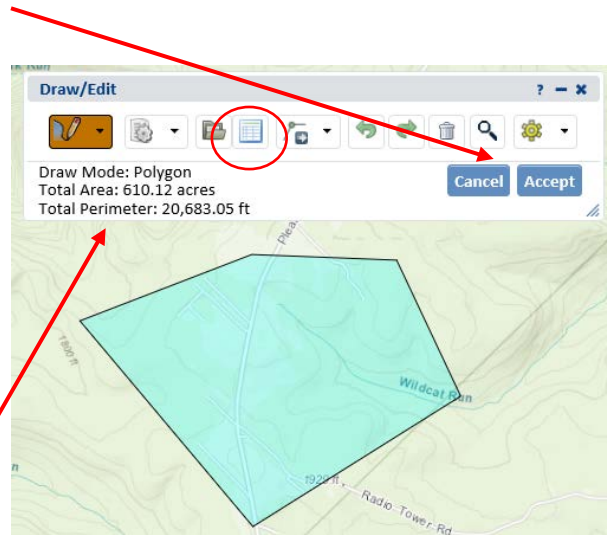 Draw/Edit
? – x
Draw Mode: Polygon
Total Area: 610.12 acres
Total Perimeter: 20,683.05 ft
Cancel Accept
Plea
1800 ft
Wildcat Run
n
1920 ft
Radio Tower Rd